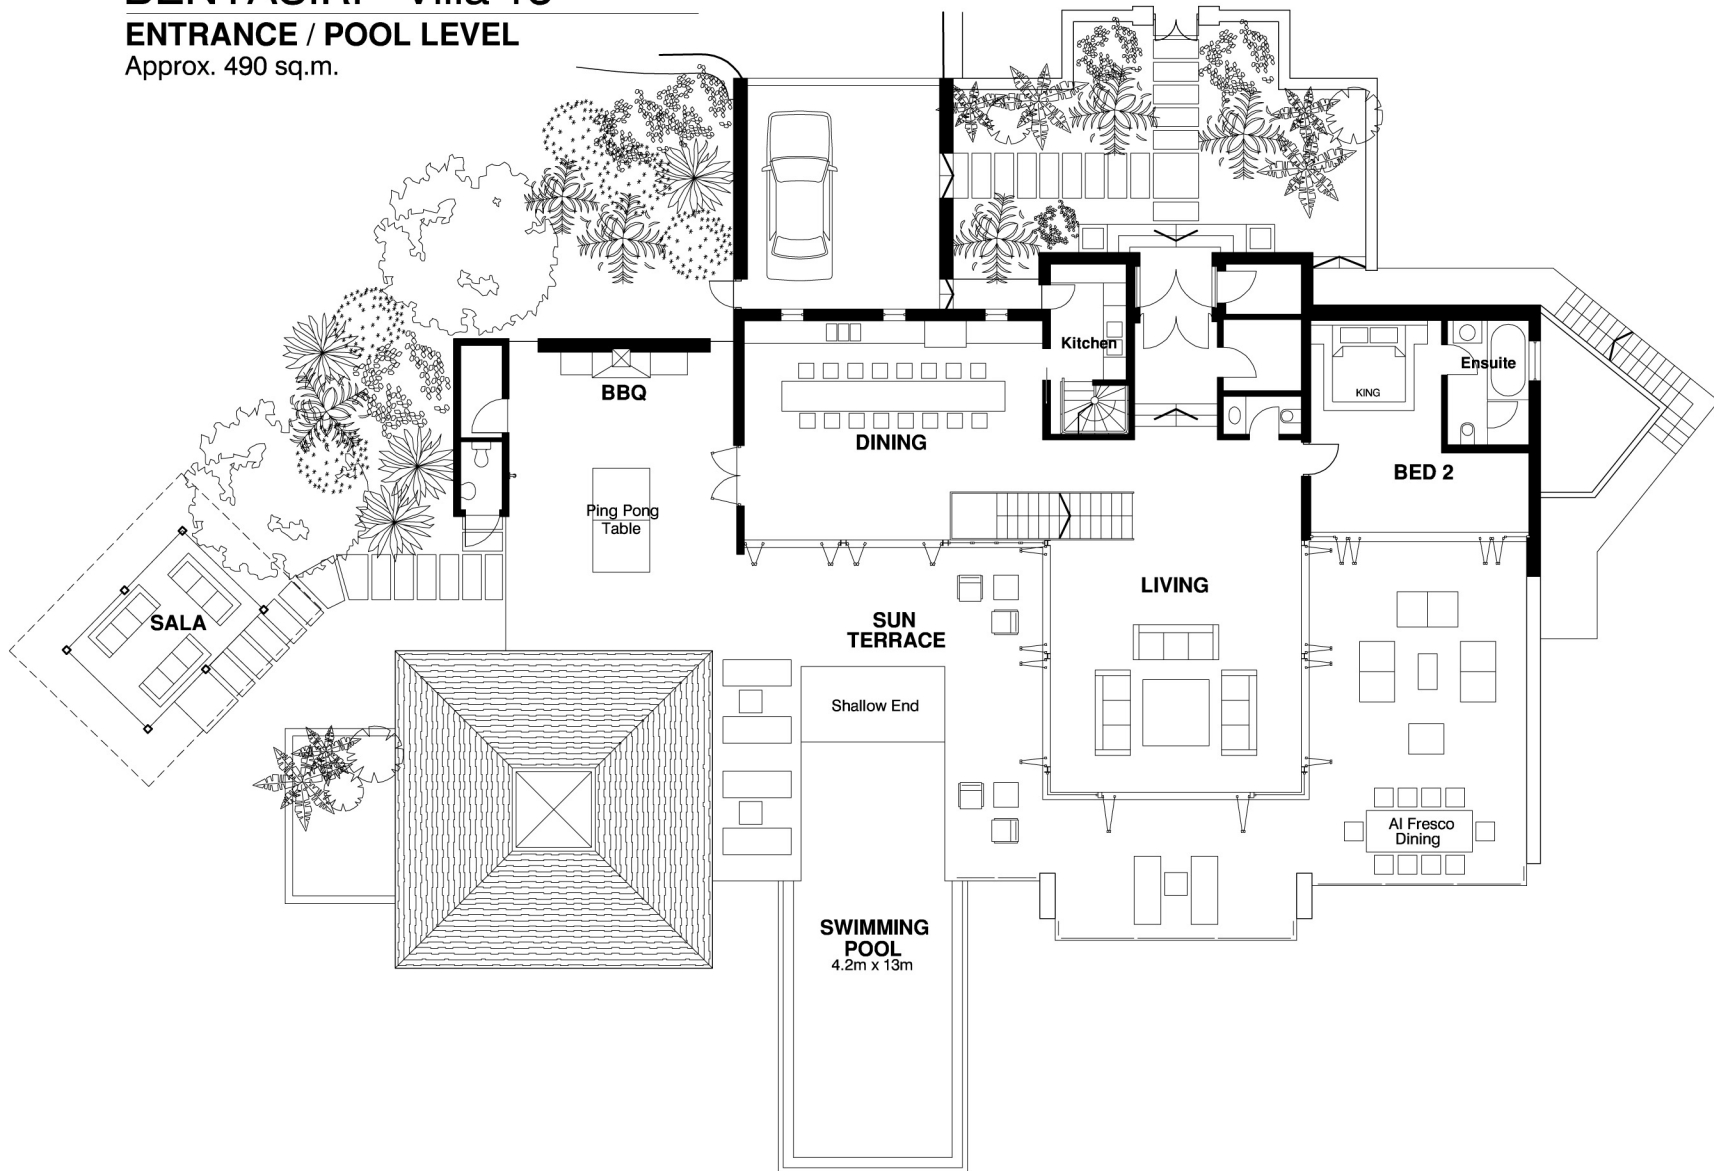 ENTRANCE / POOL LEVEL
Approx. 490 sq.m.
Kitchen
Ensuite
BBQ
KING
DINING
BED 2
Ping Pong
Table
LIVING
SALA
SUN
TERRACE
Shallow End
Al Fresco
Dining
SWIMMING
POOL
4.2m x 13m